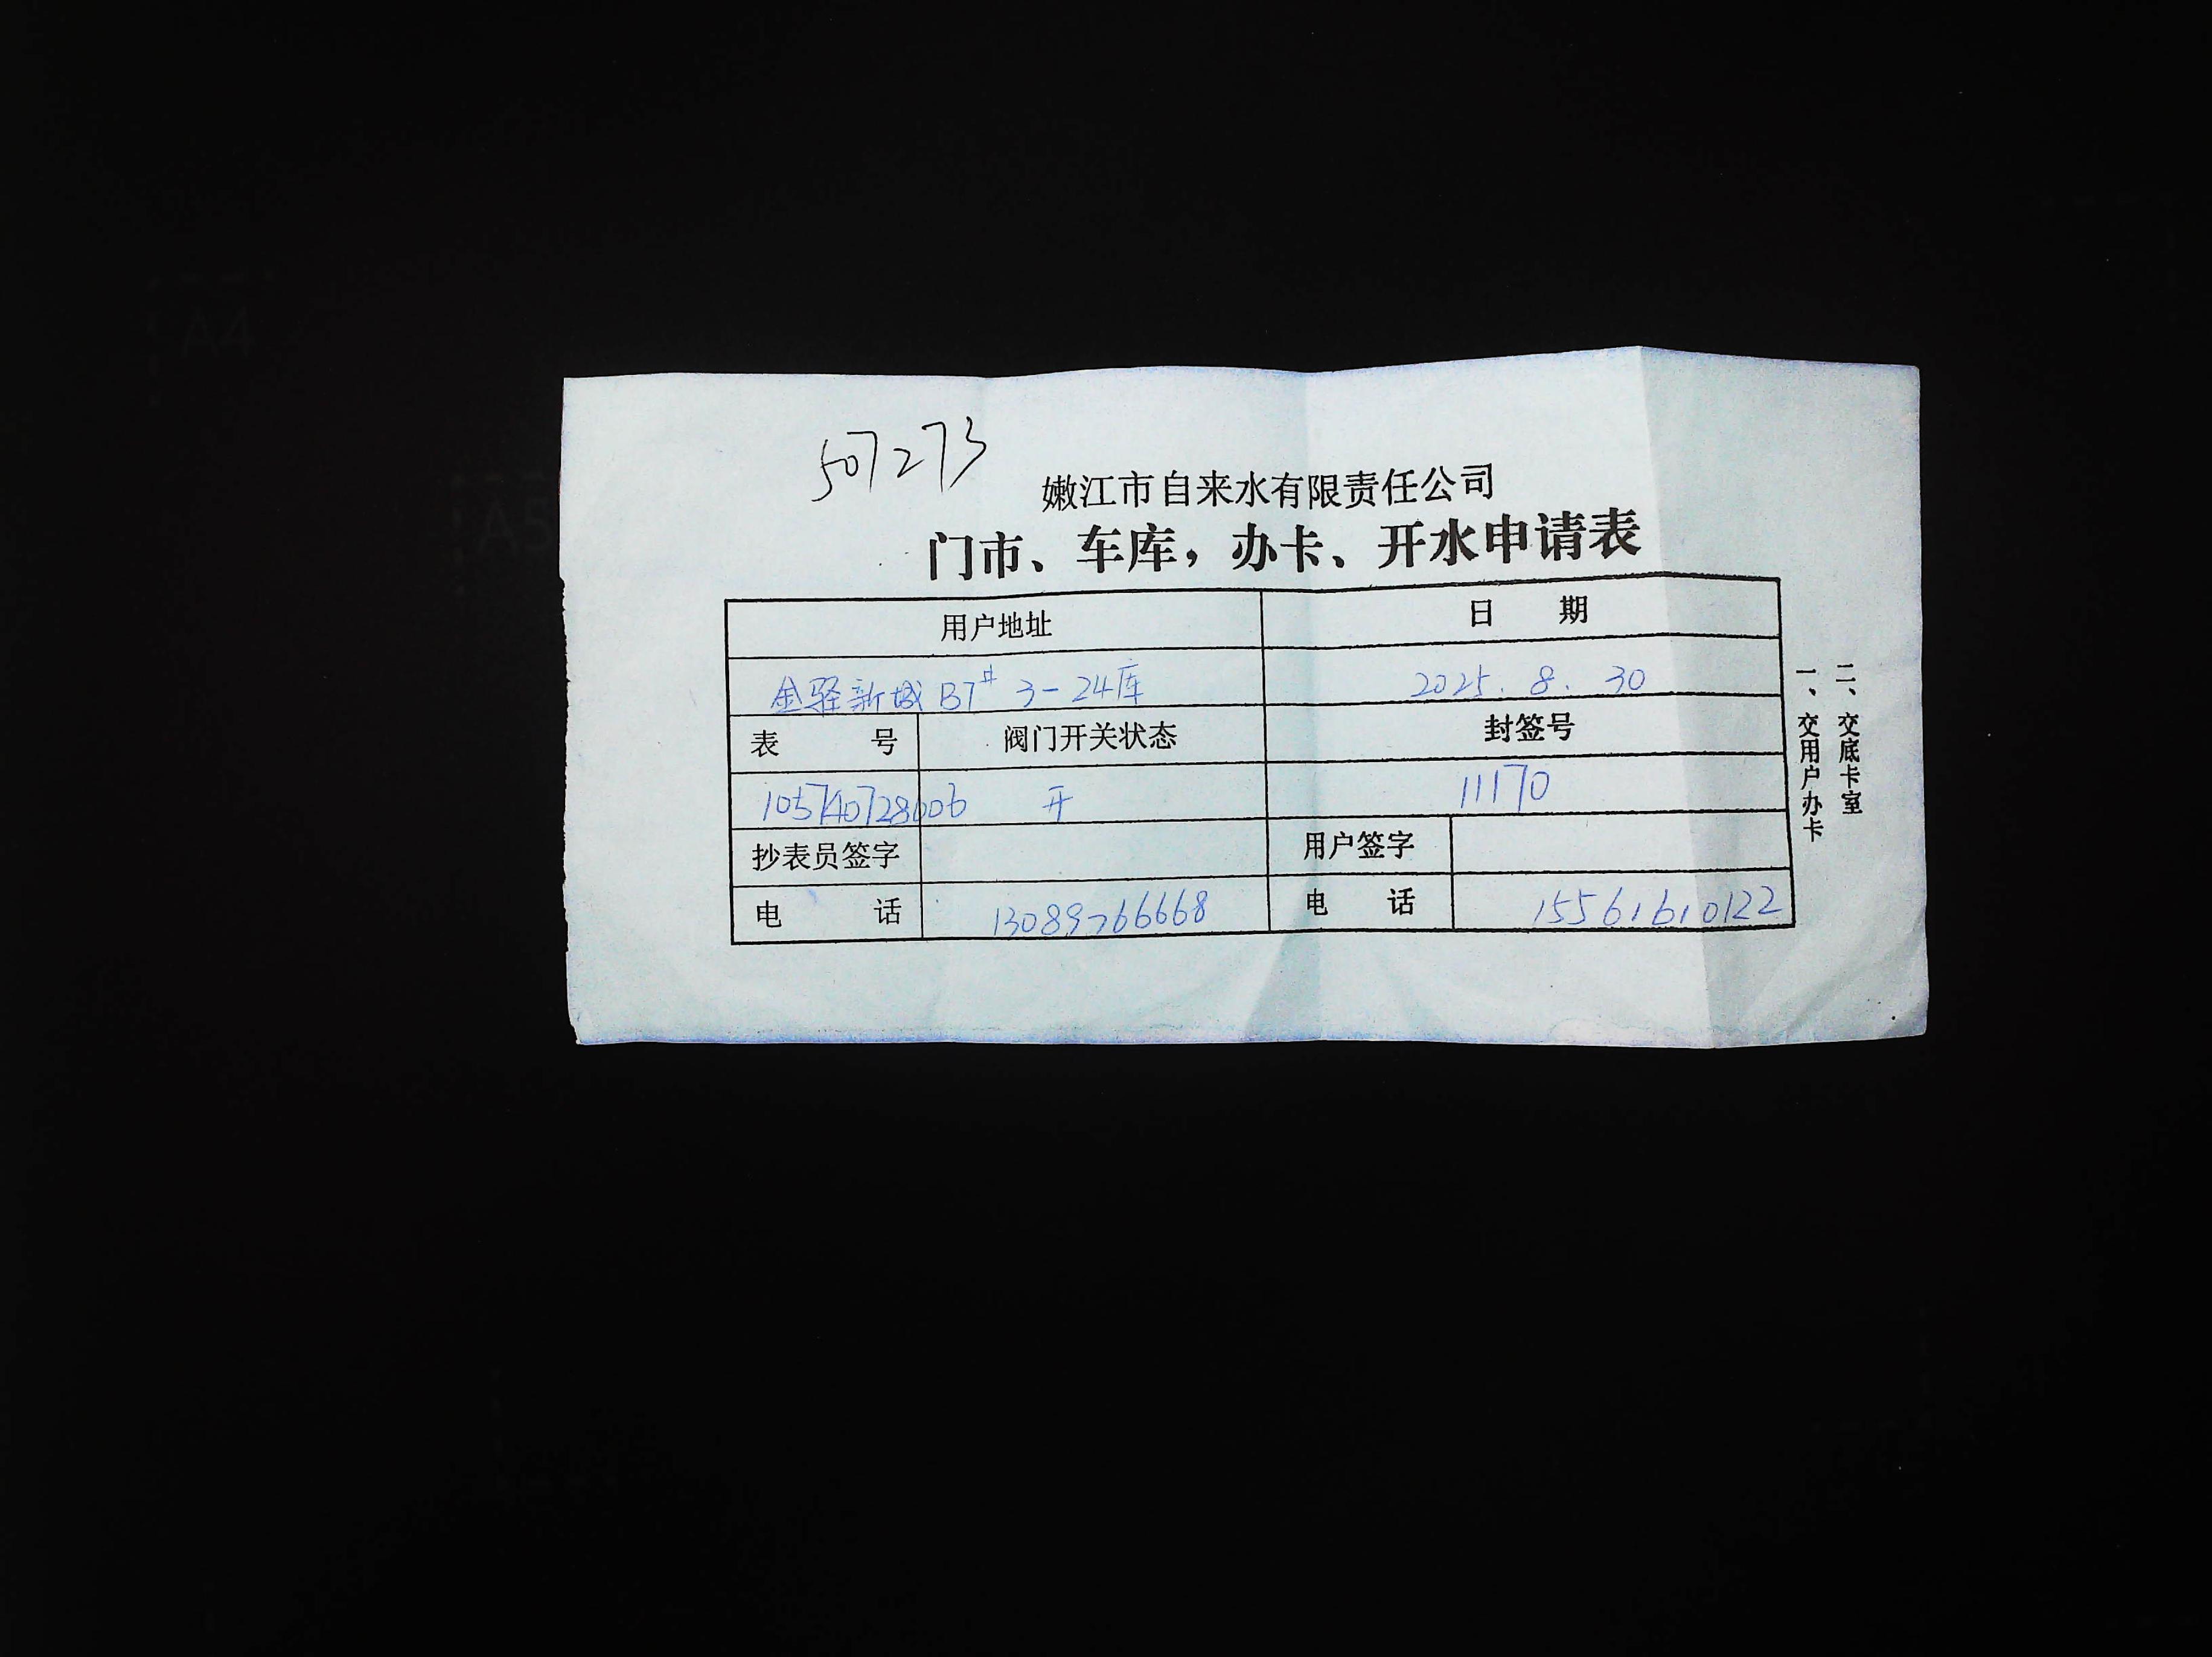 507273
嫩江市自来水有限责任公司
门市、车库，办卡、开水申请表
用户地址 日 期
金驿新城 B7# 3-24库 2025. 8. 30
表 号 阀门开关状态 封签号
105740728006 开 11170
抄表员签字 用户签字
电 话 13089766668 电 话 15561610122
一、交用户办卡
二、交底卡室
A4
A5